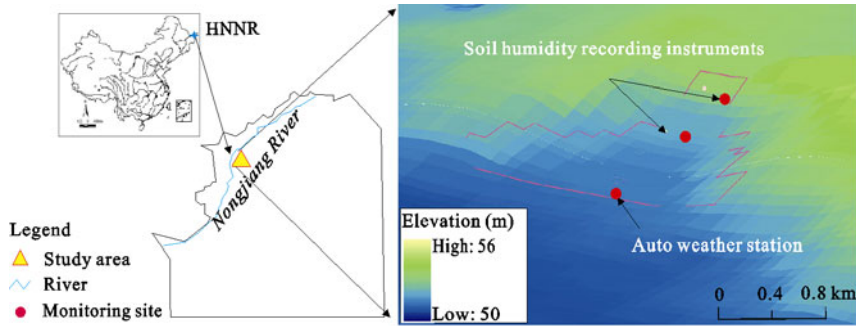 HNNR
Nongjiang River
Legend
Study area
River
Monitoring site
Soil humidity recording instruments
Auto weather station
Elevation (m)
High: 56
Low: 50
0 0.4 0.8 km